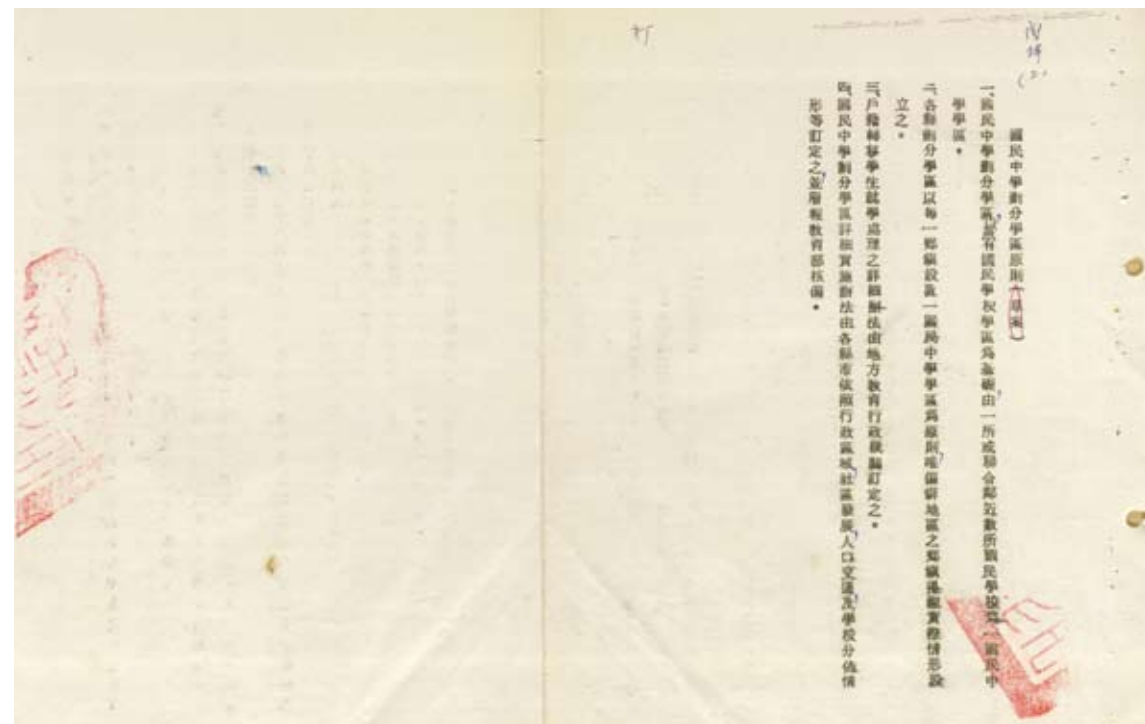 附件(二)
國民中學劃分學區原則(草案)
一、國民中學劃分學區,應有國民學校學區為基礎,由一所或聯合鄰近數所國民學校為一國民中
學學區。
二、各縣劃分學區以每一鄉鎮設置一國民中學學區為原則,唯偏僻地區之鄉鎮得視實際情形設
立之。
三、戶籍轉移學生就學處理之詳細辦法由地方教育行政機關訂定之。
四、國民中學劃分學區詳細實施辦法由各縣市依照行政區域,社區發展,人口交通,及學校分佈情
形等訂定之,並層報教育部核備。